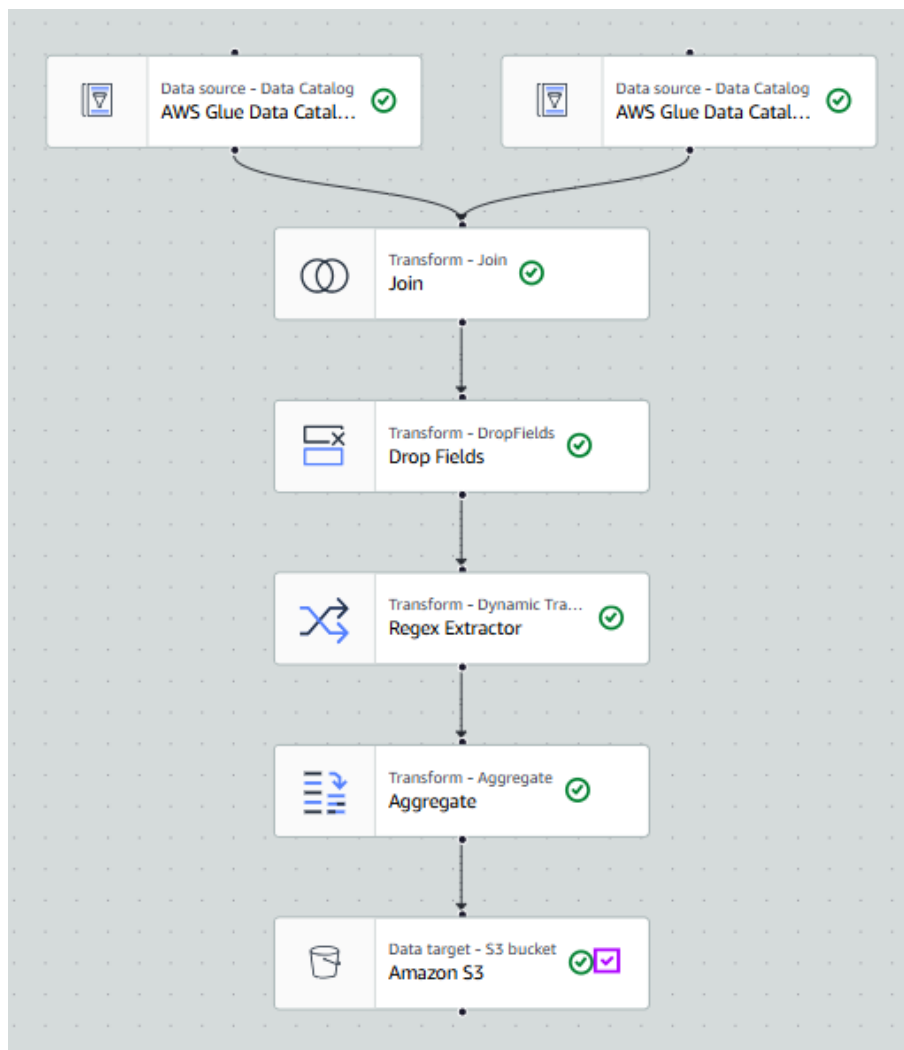 Data source - Data Catalog
AWS Glue Data Catal...
Data source - Data Catalog
AWS Glue Data Catal...
Transform - Join
Join
Transform - DropFields
Drop Fields
Transform - Dynamic Tra...
Regex Extractor
Transform - Aggregate
Aggregate
Data target - S3 bucket
Amazon S3